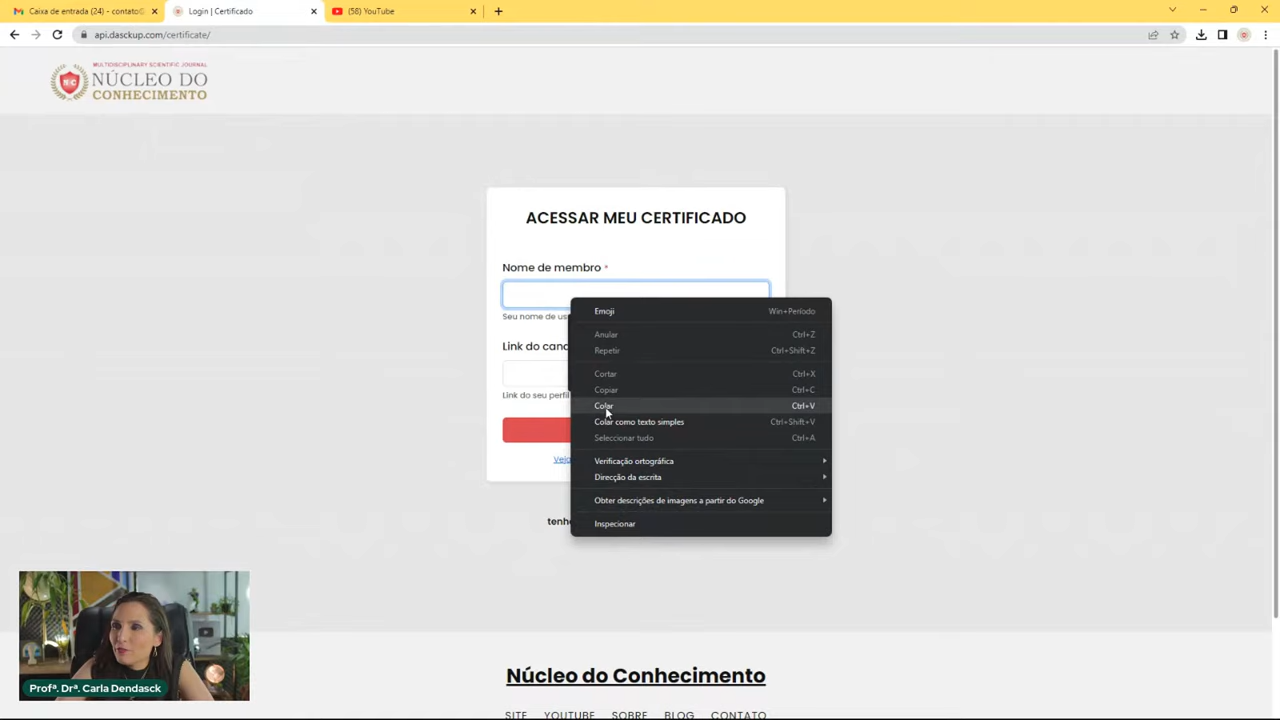 Caixa de entrada (24) - contato@
Login | Certificado
(58) YouTube
api.dasckup.com/certificate/
MULTIDISCIPLINARY SCIENTIFIC JOURNAL
NÚCLEO DO
CONHECIMENTO
ACESSAR MEU CERTIFICADO
Nome de membro *
Seu nome de us
Link do cana
Link do seu perfil
Veja
tenh
Emoji Win+Período
Anular Ctrl+Z
Repetir Ctrl+Shift+Z
Cortar Ctrl+X
Copiar Ctrl+C
Colar Ctrl+V
Colar como texto simples Ctrl+Shift+V
Seleccionar tudo Ctrl+A
Verificação ortográfica
Direcção da escrita
Obter descrições de imagens a partir do Google
Inspecionar
Profª. Drª. Carla Dendasck
Núcleo do Conhecimento
SITE YOUTUBE SOBRE BLOG CONTATO